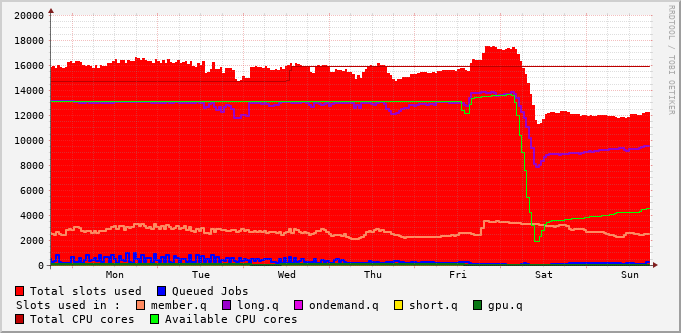 20000
18000
16000
14000
12000
10000
8000
6000
4000
2000
0
Mon Tue Wed Thu Fri Sat Sun
RRDTOOL / TOBI OETIKER
Total slots used Queued Jobs
Slots used in : member.q long.q ondemand.q short.q gpu.q
Total CPU cores Available CPU cores